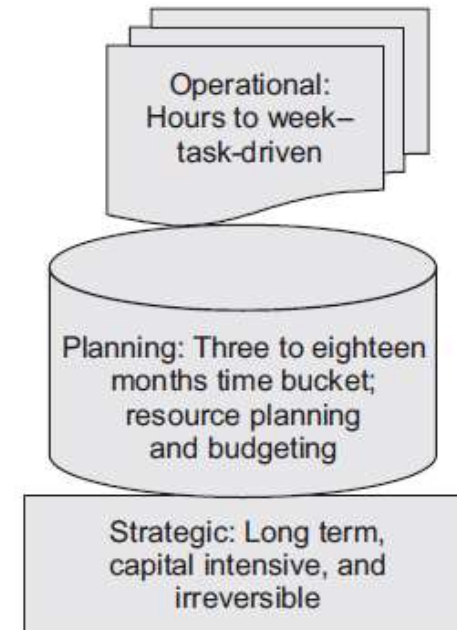 Operational:
Hours to week–
task-driven
Planning: Three to eighteen
months time bucket;
resource planning
and budgeting
Strategic: Long term,
capital intensive, and
irreversible